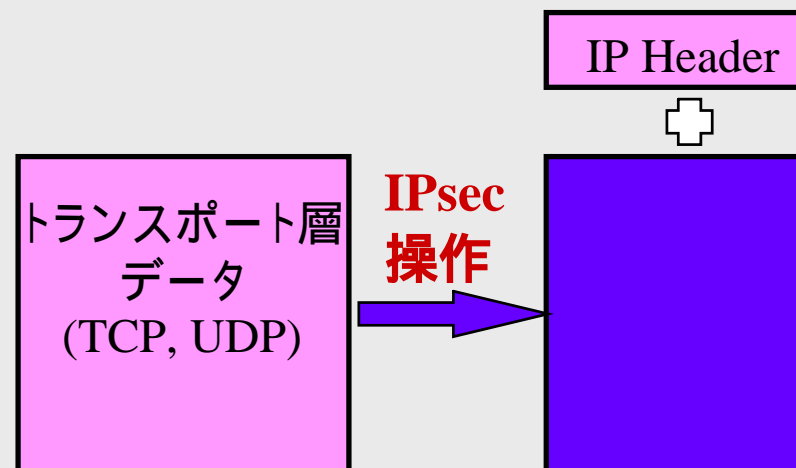 IP Header
トランスポート層
データ
(TCP, UDP)
IPsec
操作